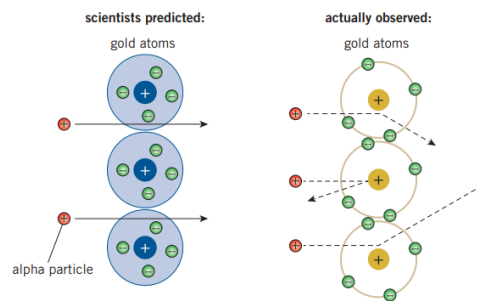 scientists predicted:
gold atoms
alpha particle
actually observed:
gold atoms